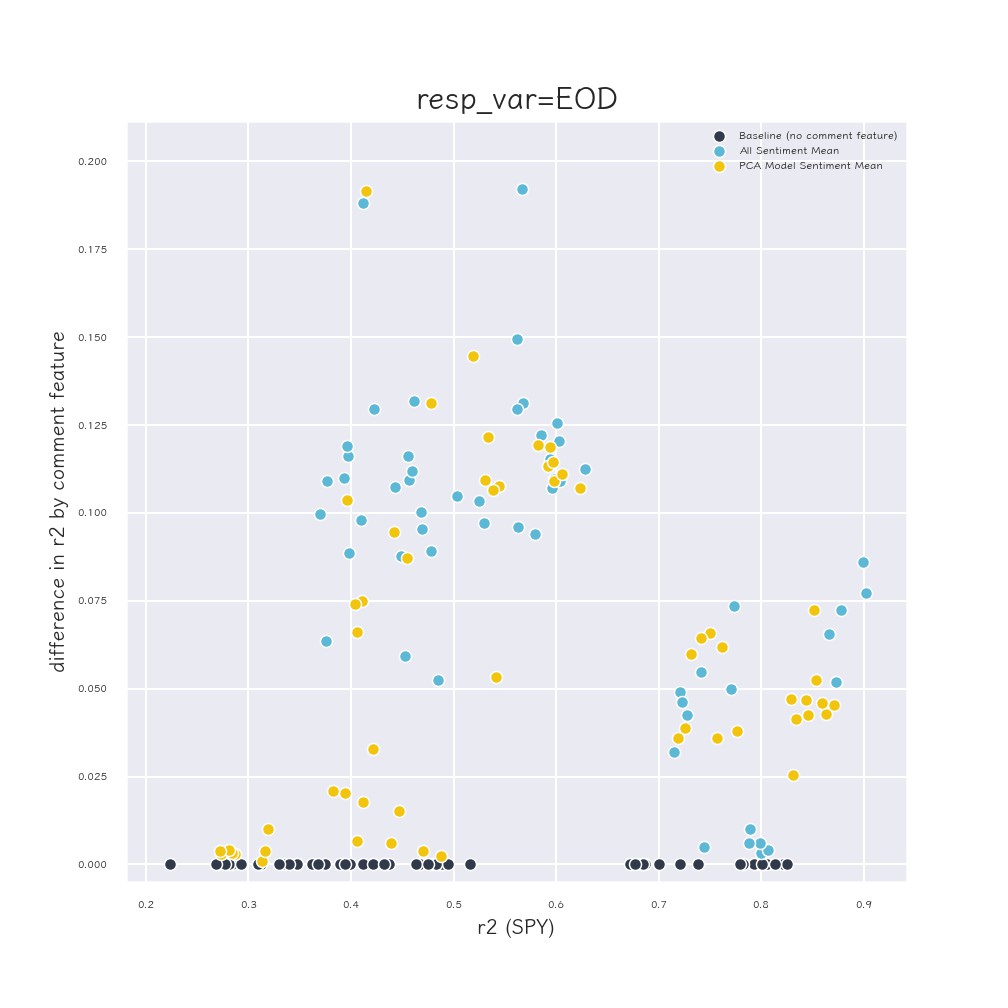 resp_var=EOD
Baseline (no comment feature)
All Sentiment Mean
PCA Model Sentiment Mean
difference in r2 by comment feature
0.200
0.175
0.150
0.125
0.100
0.075
0.050
0.025
0.000
0.2 0.3 0.4 0.5 0.6 0.7 0.8 0.9
r2 (SPY)